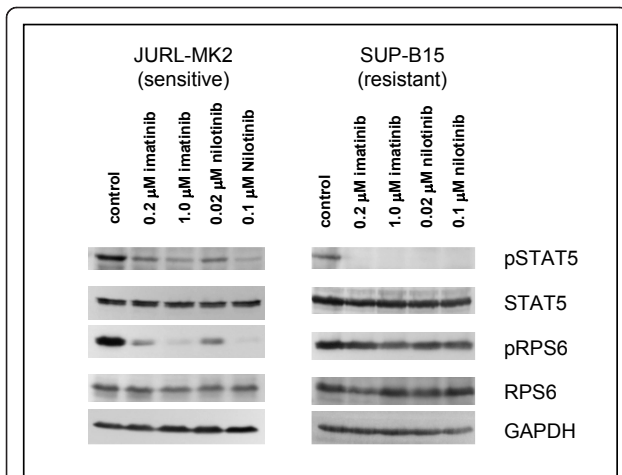 JURL-MK2
(sensitive)
SUP-B15
(resistant)
control
0.2 µM imatinib
1.0 µM imatinib
0.02 µM nilotinib
0.1 µM Nilotinib
control
0.2 µM imatinib
1.0 µM imatinib
0.02 µM nilotinib
0.1 µM nilotinib
pSTAT5
STAT5
pRPS6
RPS6
GAPDH